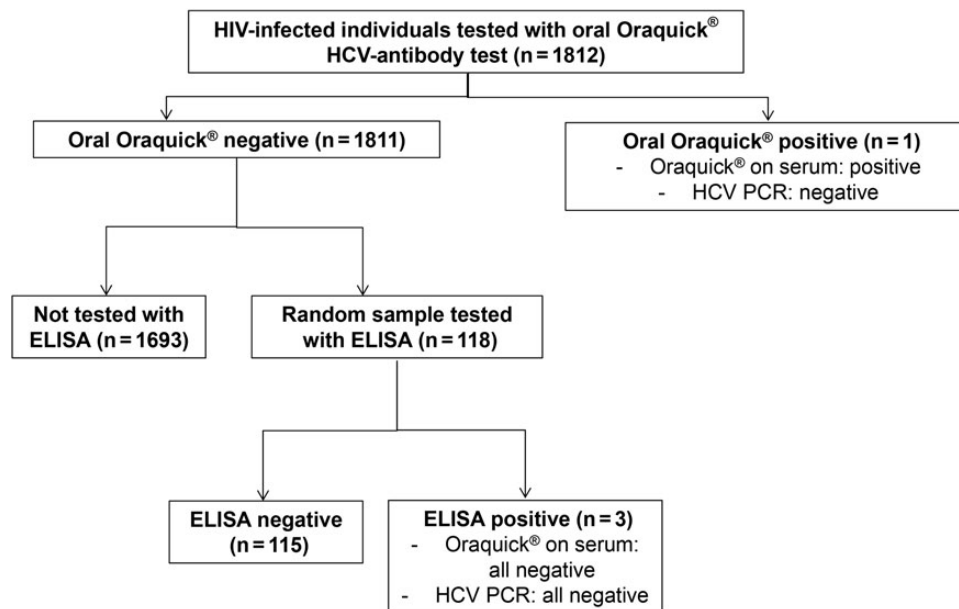 HIV-infected individuals tested with oral Oraquick®
HCV-antibody test (n = 1812)
Oral Oraquick® negative (n = 1811)
Oral Oraquick® positive (n = 1)
- Oraquick® on serum: positive
- HCV PCR: negative
Not tested with
ELISA (n = 1693)
Random sample tested
with ELISA (n = 118)
ELISA negative
(n = 115)
ELISA positive (n = 3)
- Oraquick® on serum:
all negative
- HCV PCR: all negative